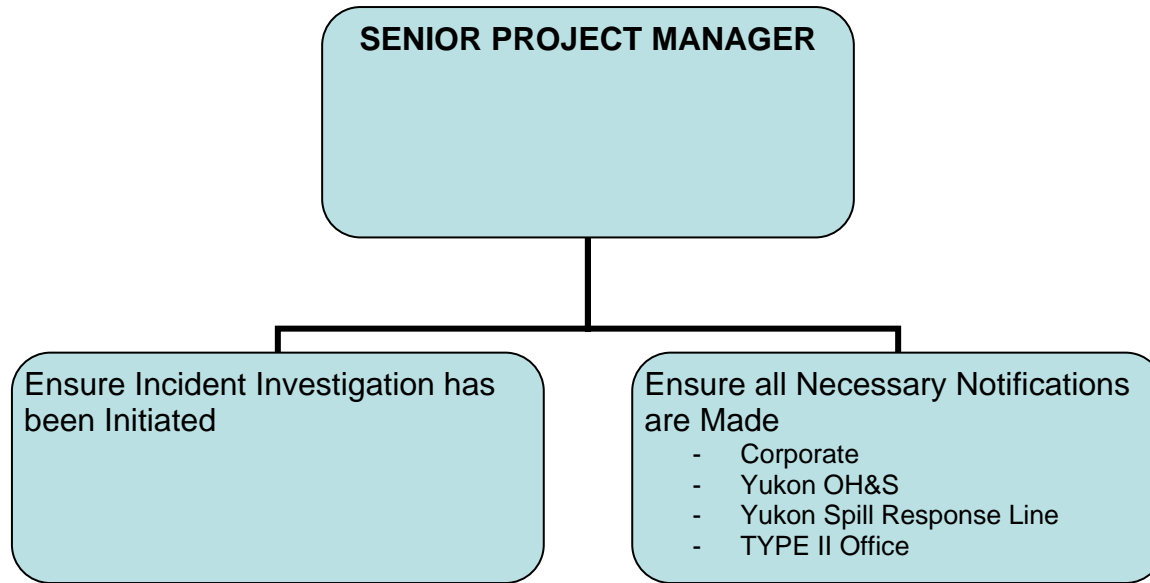 SENIOR PROJECT MANAGER
Ensure Incident Investigation has
been Initiated
Ensure all Necessary Notifications
are Made
- Corporate
- Yukon OH&S
- Yukon Spill Response Line
- TYPE II Office